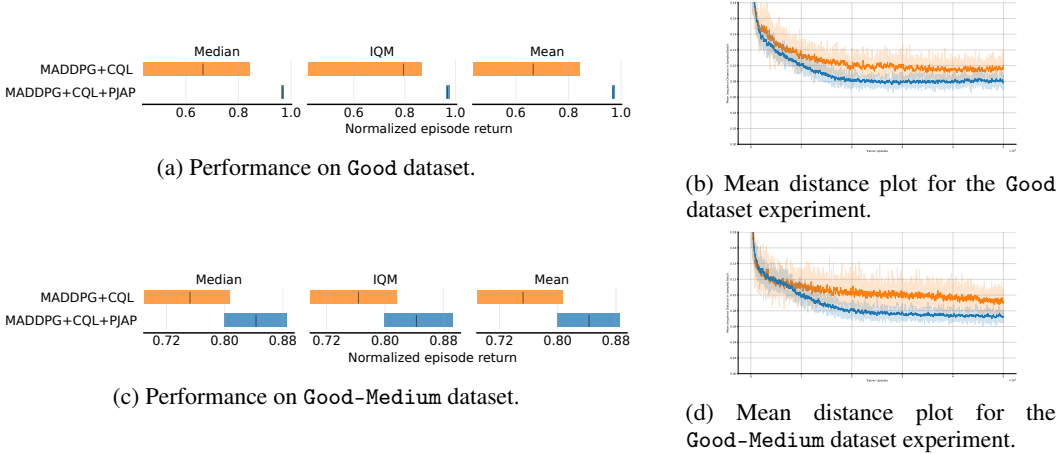 Median IQM Mean
MADDPG+CQL
MADDPG+CQL+PJAP
0.6 0.8 1.0 0.6 0.8 1.0 0.6 0.8 1.0
Normalized episode return
(a) Performance on Good dataset.
(b) Mean distance plot for the Good
dataset experiment.
Median IQM Mean
MADDPG+CQL
MADDPG+CQL+PJAP
0.72 0.80 0.88 0.72 0.80 0.88 0.72 0.80 0.88
Normalized episode return
(c) Performance on Good-Medium dataset.
Trainer Updates
(d) Mean distance plot for the
Good-Medium dataset experiment.